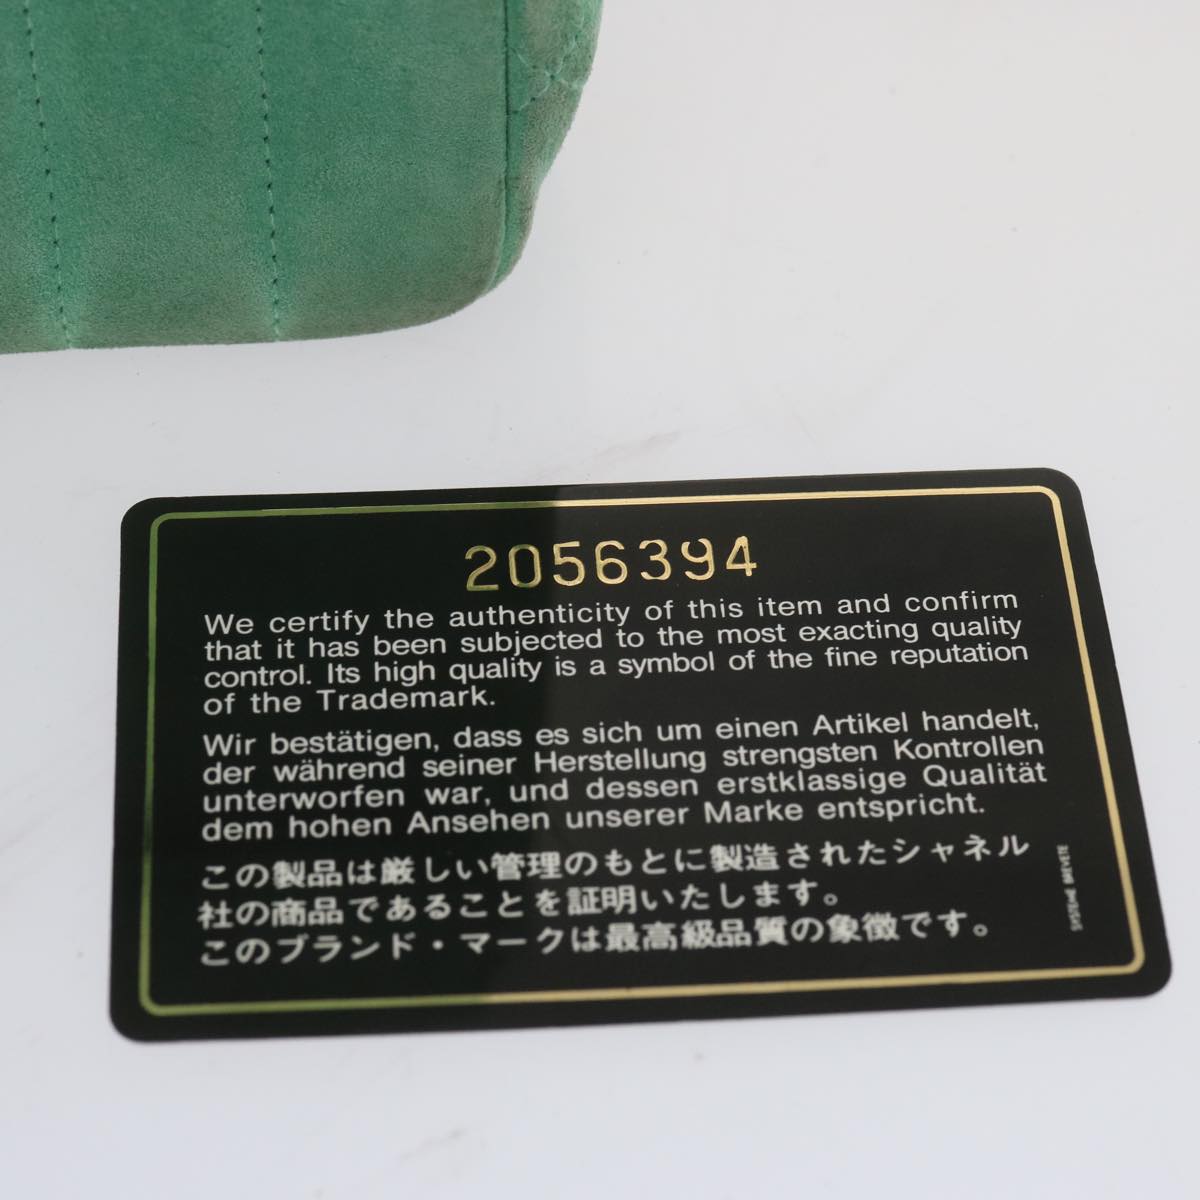 2056394
We certify the authenticity of this item and confirm
that it has been subjected to the most exacting quality
control. Its high quality is a symbol of the fine reputation
of the Trademark.
Wir bestätigen, dass es sich um einen Artikel handelt,
der während seiner Herstellung strengsten Kontrollen
unterworfen war, und dessen erstklassige Qualität
dem hohen Ansehen unserer Marke entspricht.
この製品は厳しい管理のもとに製造されたシャネル
社の商品であることを証明いたします。
このブランド・マークは最高級品質の象徴です。
SYSTEME BREVETE